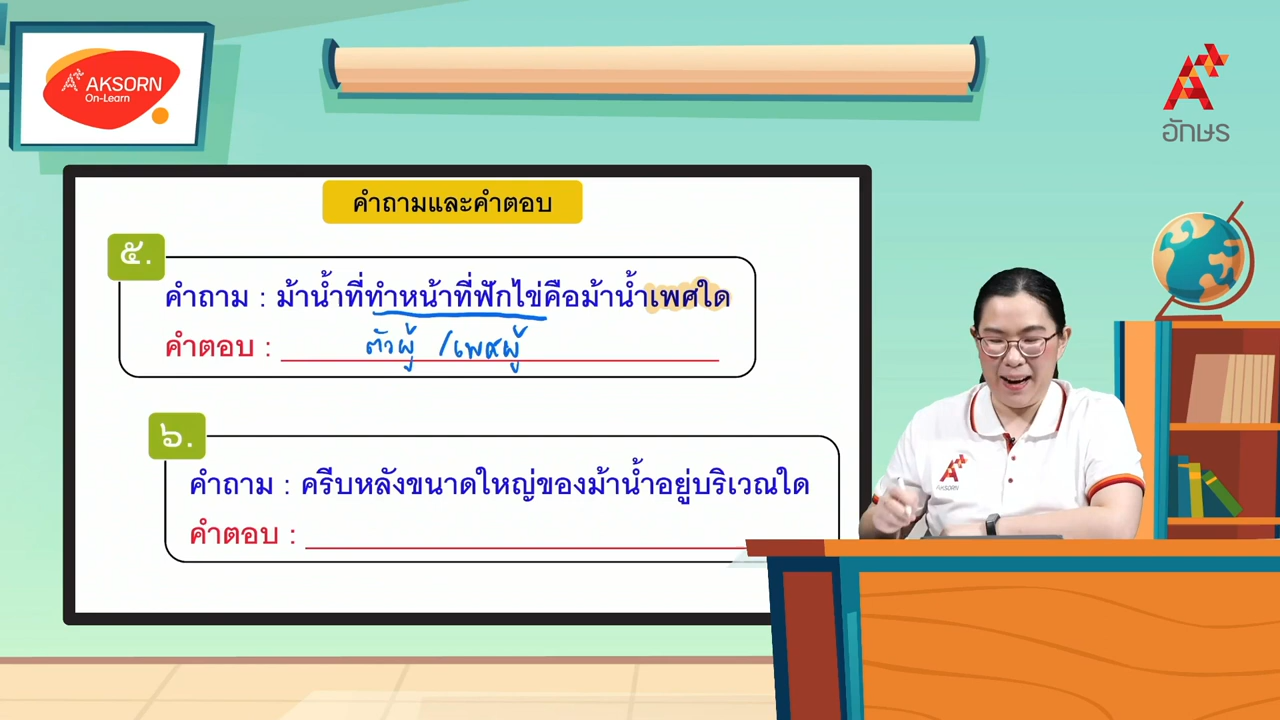 AKSORN
On-Learn
อักษร
คำถามและคำตอบ
๕.
คำถาม : ม้าน้ำที่ทำหน้าที่ฟักไข่คือม้าน้ำเพศใด
คำตอบ : ตัวผู้ / เพศผู้
๖.
คำถาม : ครีบหลังขนาดใหญ่ของม้าน้ำอยู่บริเวณใด
คำตอบ :
AKSORN